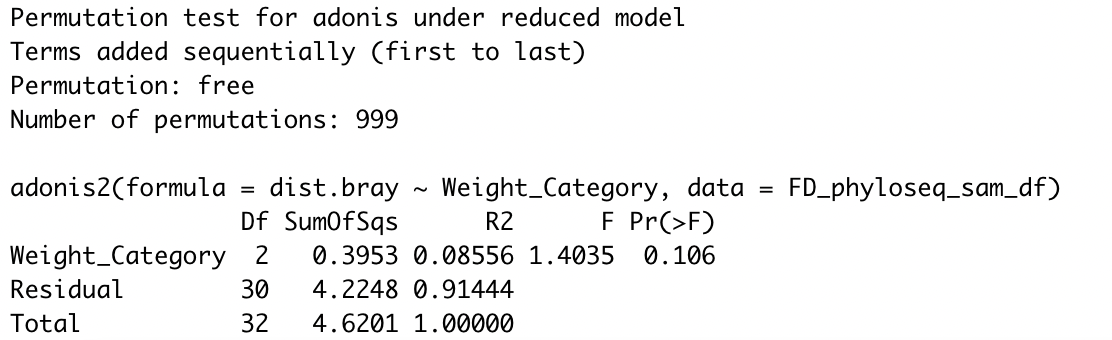 Permutation test for adonis under reduced model
Terms added sequentially (first to last)
Permutation: free
Number of permutations: 999

adonis2(formula = dist.bray ~ Weight_Category, data = FD_phyloseq_sam_df)
                Df SumOfSqs      R2      F Pr(>F)
Weight_Category  2   0.3953 0.08556 1.4035  0.106
Residual        30   4.2248 0.91444
Total           32   4.6201 1.00000